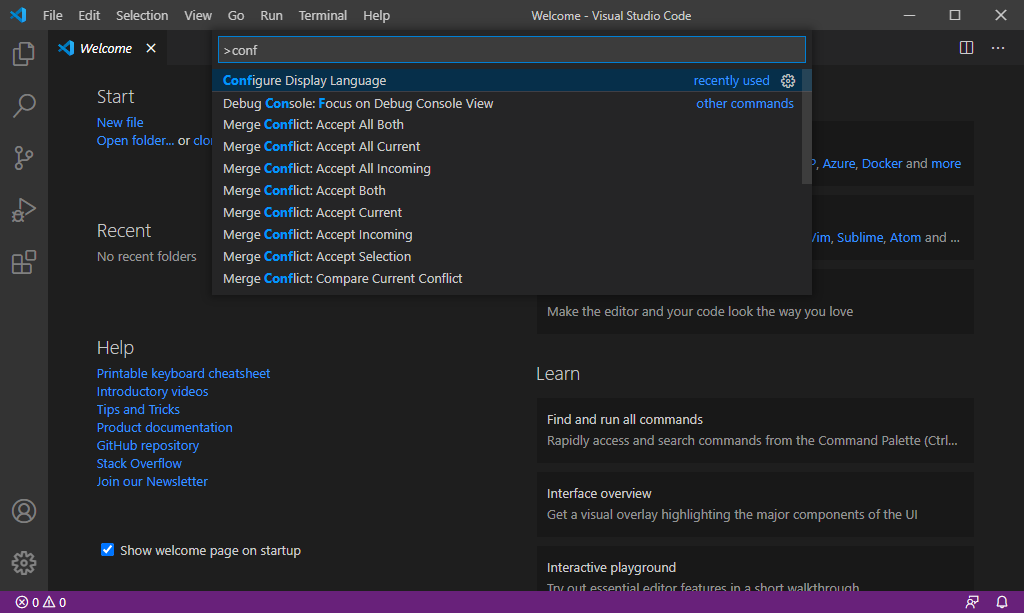 File Edit Selection View Go Run Terminal Help Welcome - Visual Studio Code
Welcome
>conf
Configure Display Language recently used
Debug Console: Focus on Debug Console View other commands
Merge Conflict: Accept All Both
Merge Conflict: Accept All Current
Merge Conflict: Accept All Incoming
Merge Conflict: Accept Both
Merge Conflict: Accept Current
Merge Conflict: Accept Incoming
Merge Conflict: Accept Selection
Merge Conflict: Compare Current Conflict
Start
New file
Open folder... or
Recent
No recent folders
Help
Printable keyboard cheatsheet
Introductory videos
Tips and Tricks
Product documentation
GitHub repository
Stack Overflow
Join our Newsletter
Show welcome page on startup
, Azure, Docker and more
, Sublime, Atom and ...
Make the editor and your code look the way you love
Learn
Find and run all commands
Rapidly access and search commands from the Command Palette (Ctrl...
Interface overview
Get a visual overlay highlighting the major components of the UI
Interactive playground
Try out essential editor features in a short walkthrough
0 0